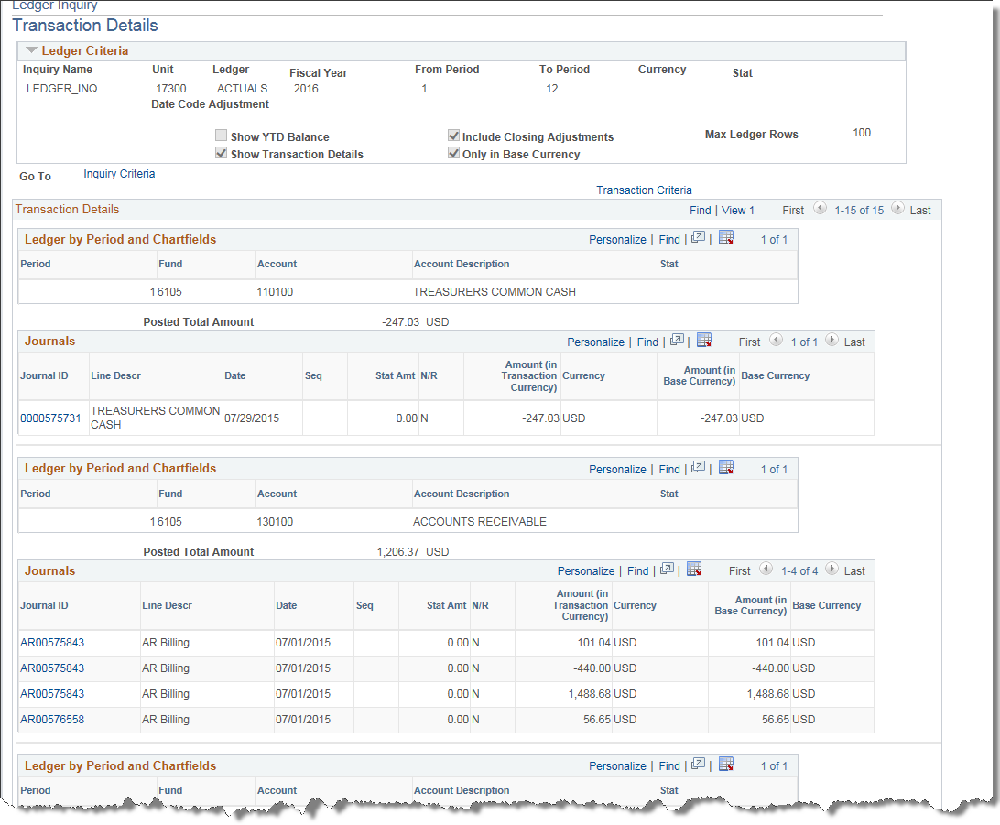 Ledger Inquiry
Transaction Details
Ledger Criteria
Inquiry Name Unit Ledger Fiscal Year From Period To Period Currency Stat
LEDGER_INQ 17300 ACTUALS 2016 1 12
Date Code Adjustment
Show YTD Balance Include Closing Adjustments Max Ledger Rows 100
Show Transaction Details Only in Base Currency
Go To Inquiry Criteria
Transaction Criteria
Transaction Details Find | View 1 First 1-15 of 15 Last
Ledger by Period and Chartfields Personalize | Find | | 1 of 1
Period Fund Account Account Description Stat
1 6105 110100 TREASURERS COMMON CASH
Posted Total Amount -247.03 USD
Journals Personalize | Find | | First 1 of 1 Last
Journal ID Line Descr Date Seq Stat Amt N/R Amount (in Transaction Currency) Currency Amount (in Base Currency) Base Currency
0000575731 TREASURERS COMMON CASH 07/29/2015 0.00 N -247.03 USD -247.03 USD
Ledger by Period and Chartfields Personalize | Find | | 1 of 1
Period Fund Account Account Description Stat
1 6105 130100 ACCOUNTS RECEIVABLE
Posted Total Amount 1,206.37 USD
Journals Personalize | Find | | First 1-4 of 4 Last
Journal ID Line Descr Date Seq Stat Amt N/R Amount (in Transaction Currency) Currency Amount (in Base Currency) Base Currency
AR00575843 AR Billing 07/01/2015 0.00 N 101.04 USD 101.04 USD
AR00575843 AR Billing 07/01/2015 0.00 N -440.00 USD -440.00 USD
AR00575843 AR Billing 07/01/2015 0.00 N 1,488.68 USD 1,488.68 USD
AR00576558 AR Billing 07/01/2015 0.00 N 56.65 USD 56.65 USD
Ledger by Period and Chartfields Personalize | Find | | 1 of 1
Period Fund Account Account Description Stat